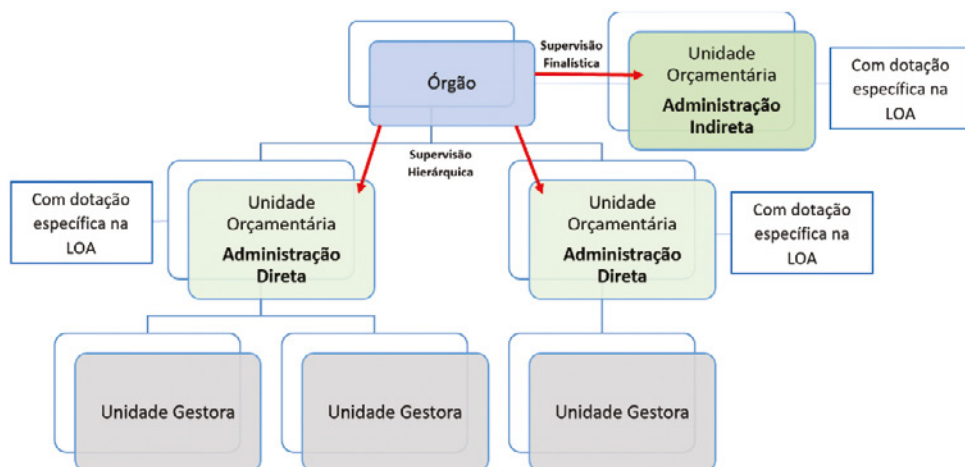 Órgão
Supervisão
Finalística
Unidade
Orçamentária
Administração
Indireta
Com dotação
específica na
LOA
Supervisão
Hierárquica
Com dotação
específica na
LOA
Unidade
Orçamentária
Administração
Direta
Unidade
Orçamentária
Administração
Direta
Com dotação
específica na
LOA
Unidade Gestora
Unidade Gestora
Unidade Gestora